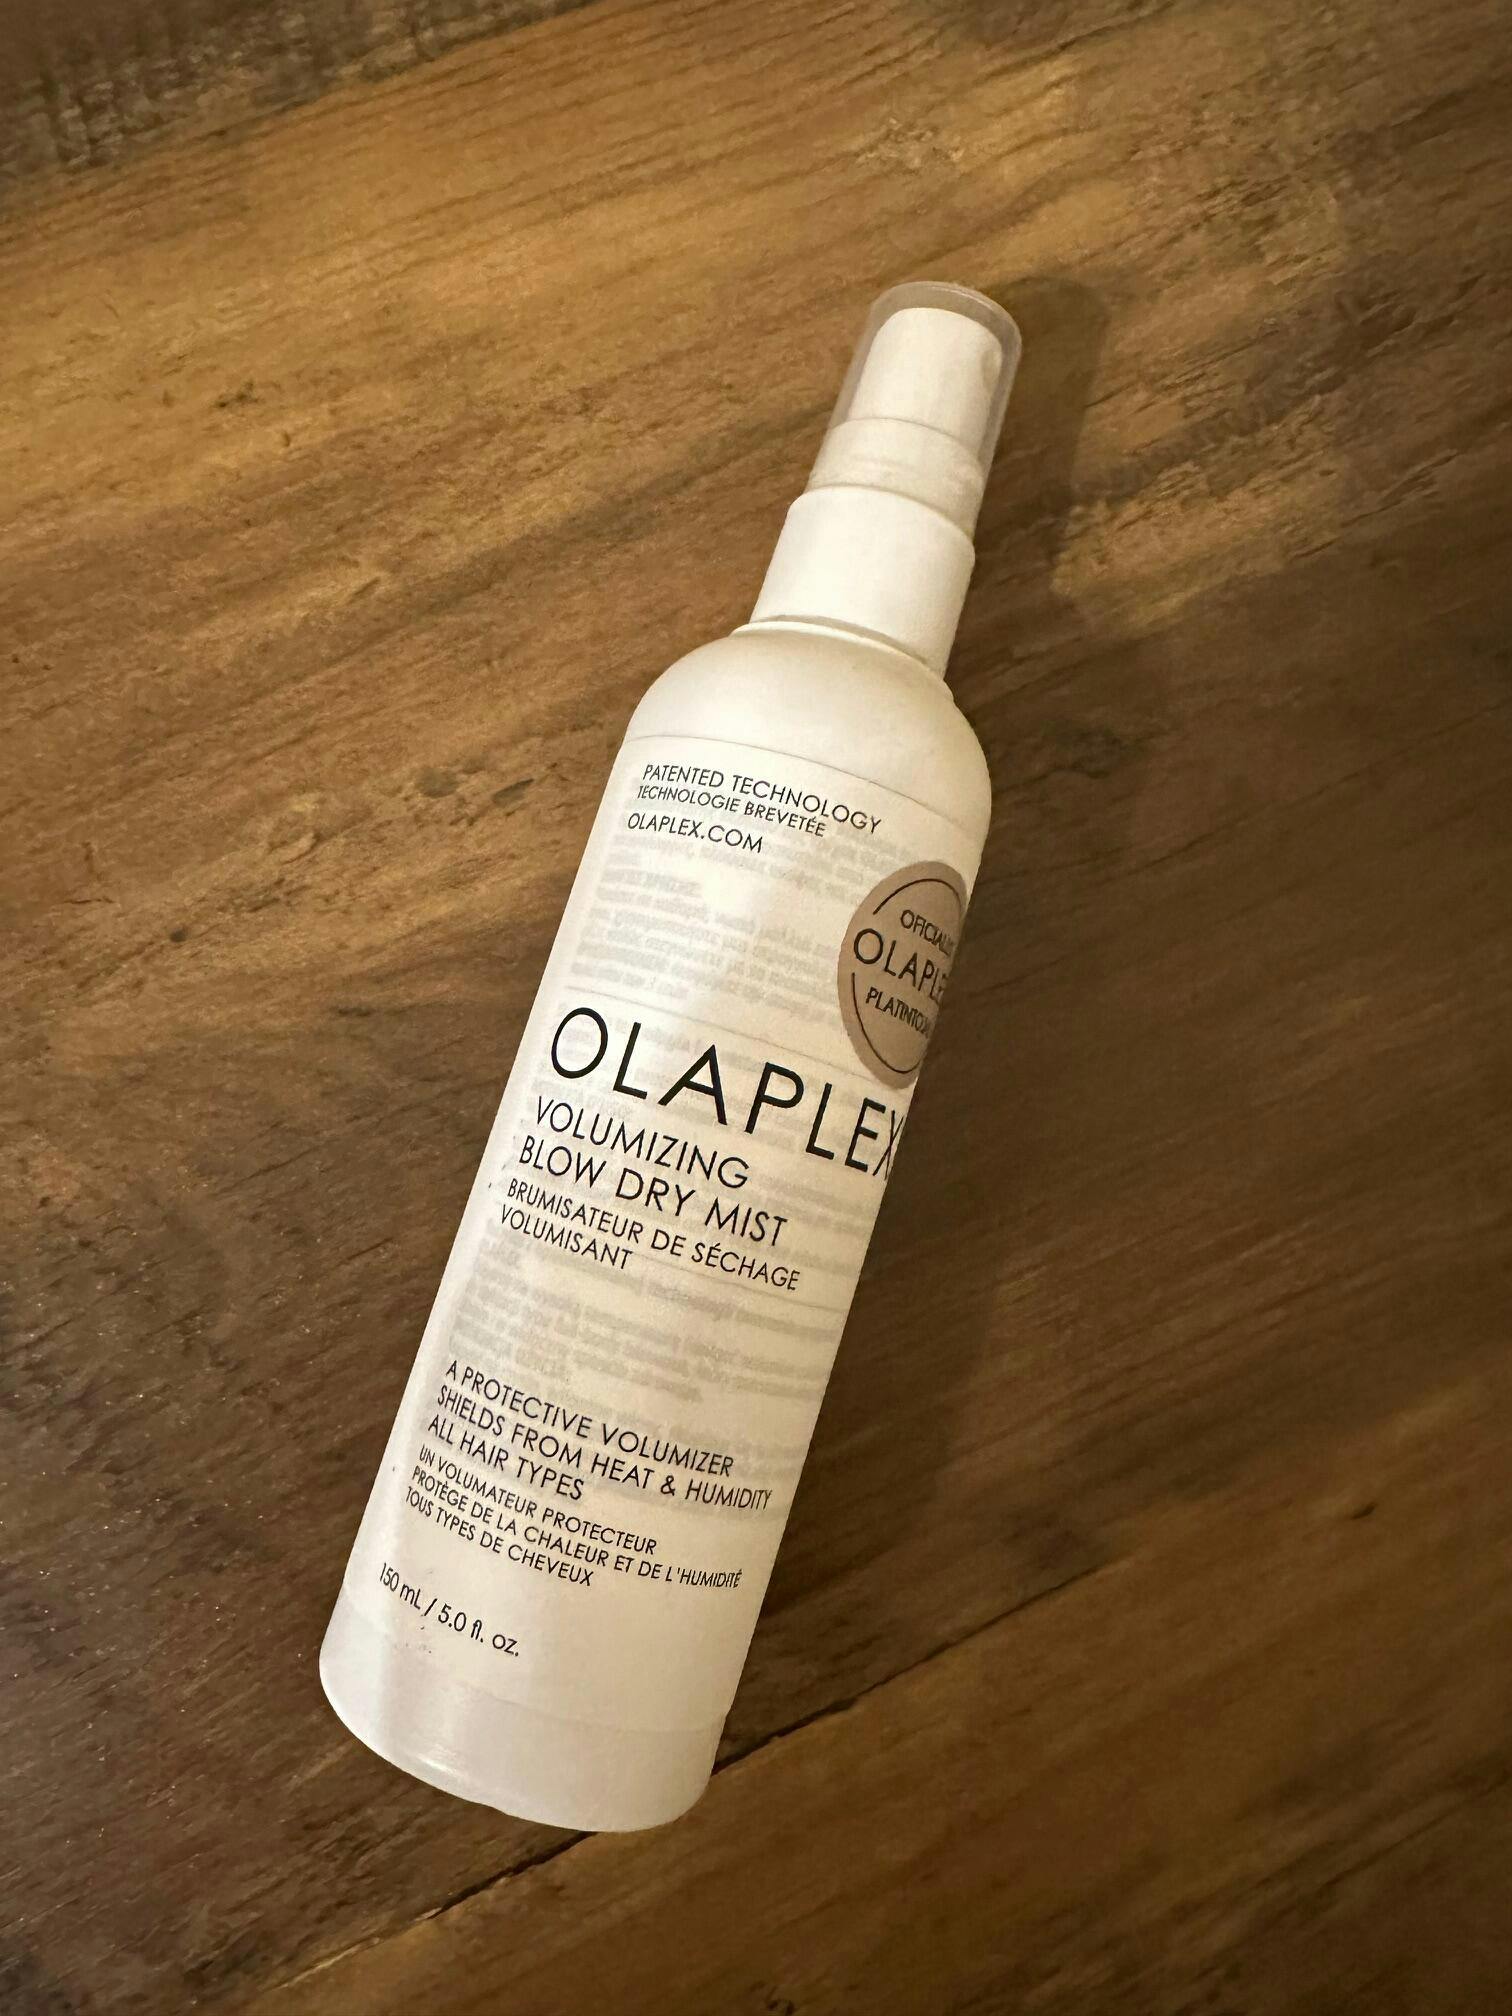 PATENTED TECHNOLOGY
TECHNOLOGIE BREVETÉE
OLAPLEX.COM
OLAPLEX
OLAPLEX
VOLUMIZING
BLOW DRY MIST
BRUMISATEUR DE SÉCHAGE
VOLUMISANT
A PROTECTIVE VOLUMIZER
SHIELDS FROM HEAT & HUMIDITY
ALL HAIR TYPES
UN VOLUMATEUR PROTECTEUR
PROTÈGE DE LA CHALEUR ET DE L'HUMIDITÉ
TOUS TYPES DE CHEVEUX
150 mL / 5.0 fl. oz.